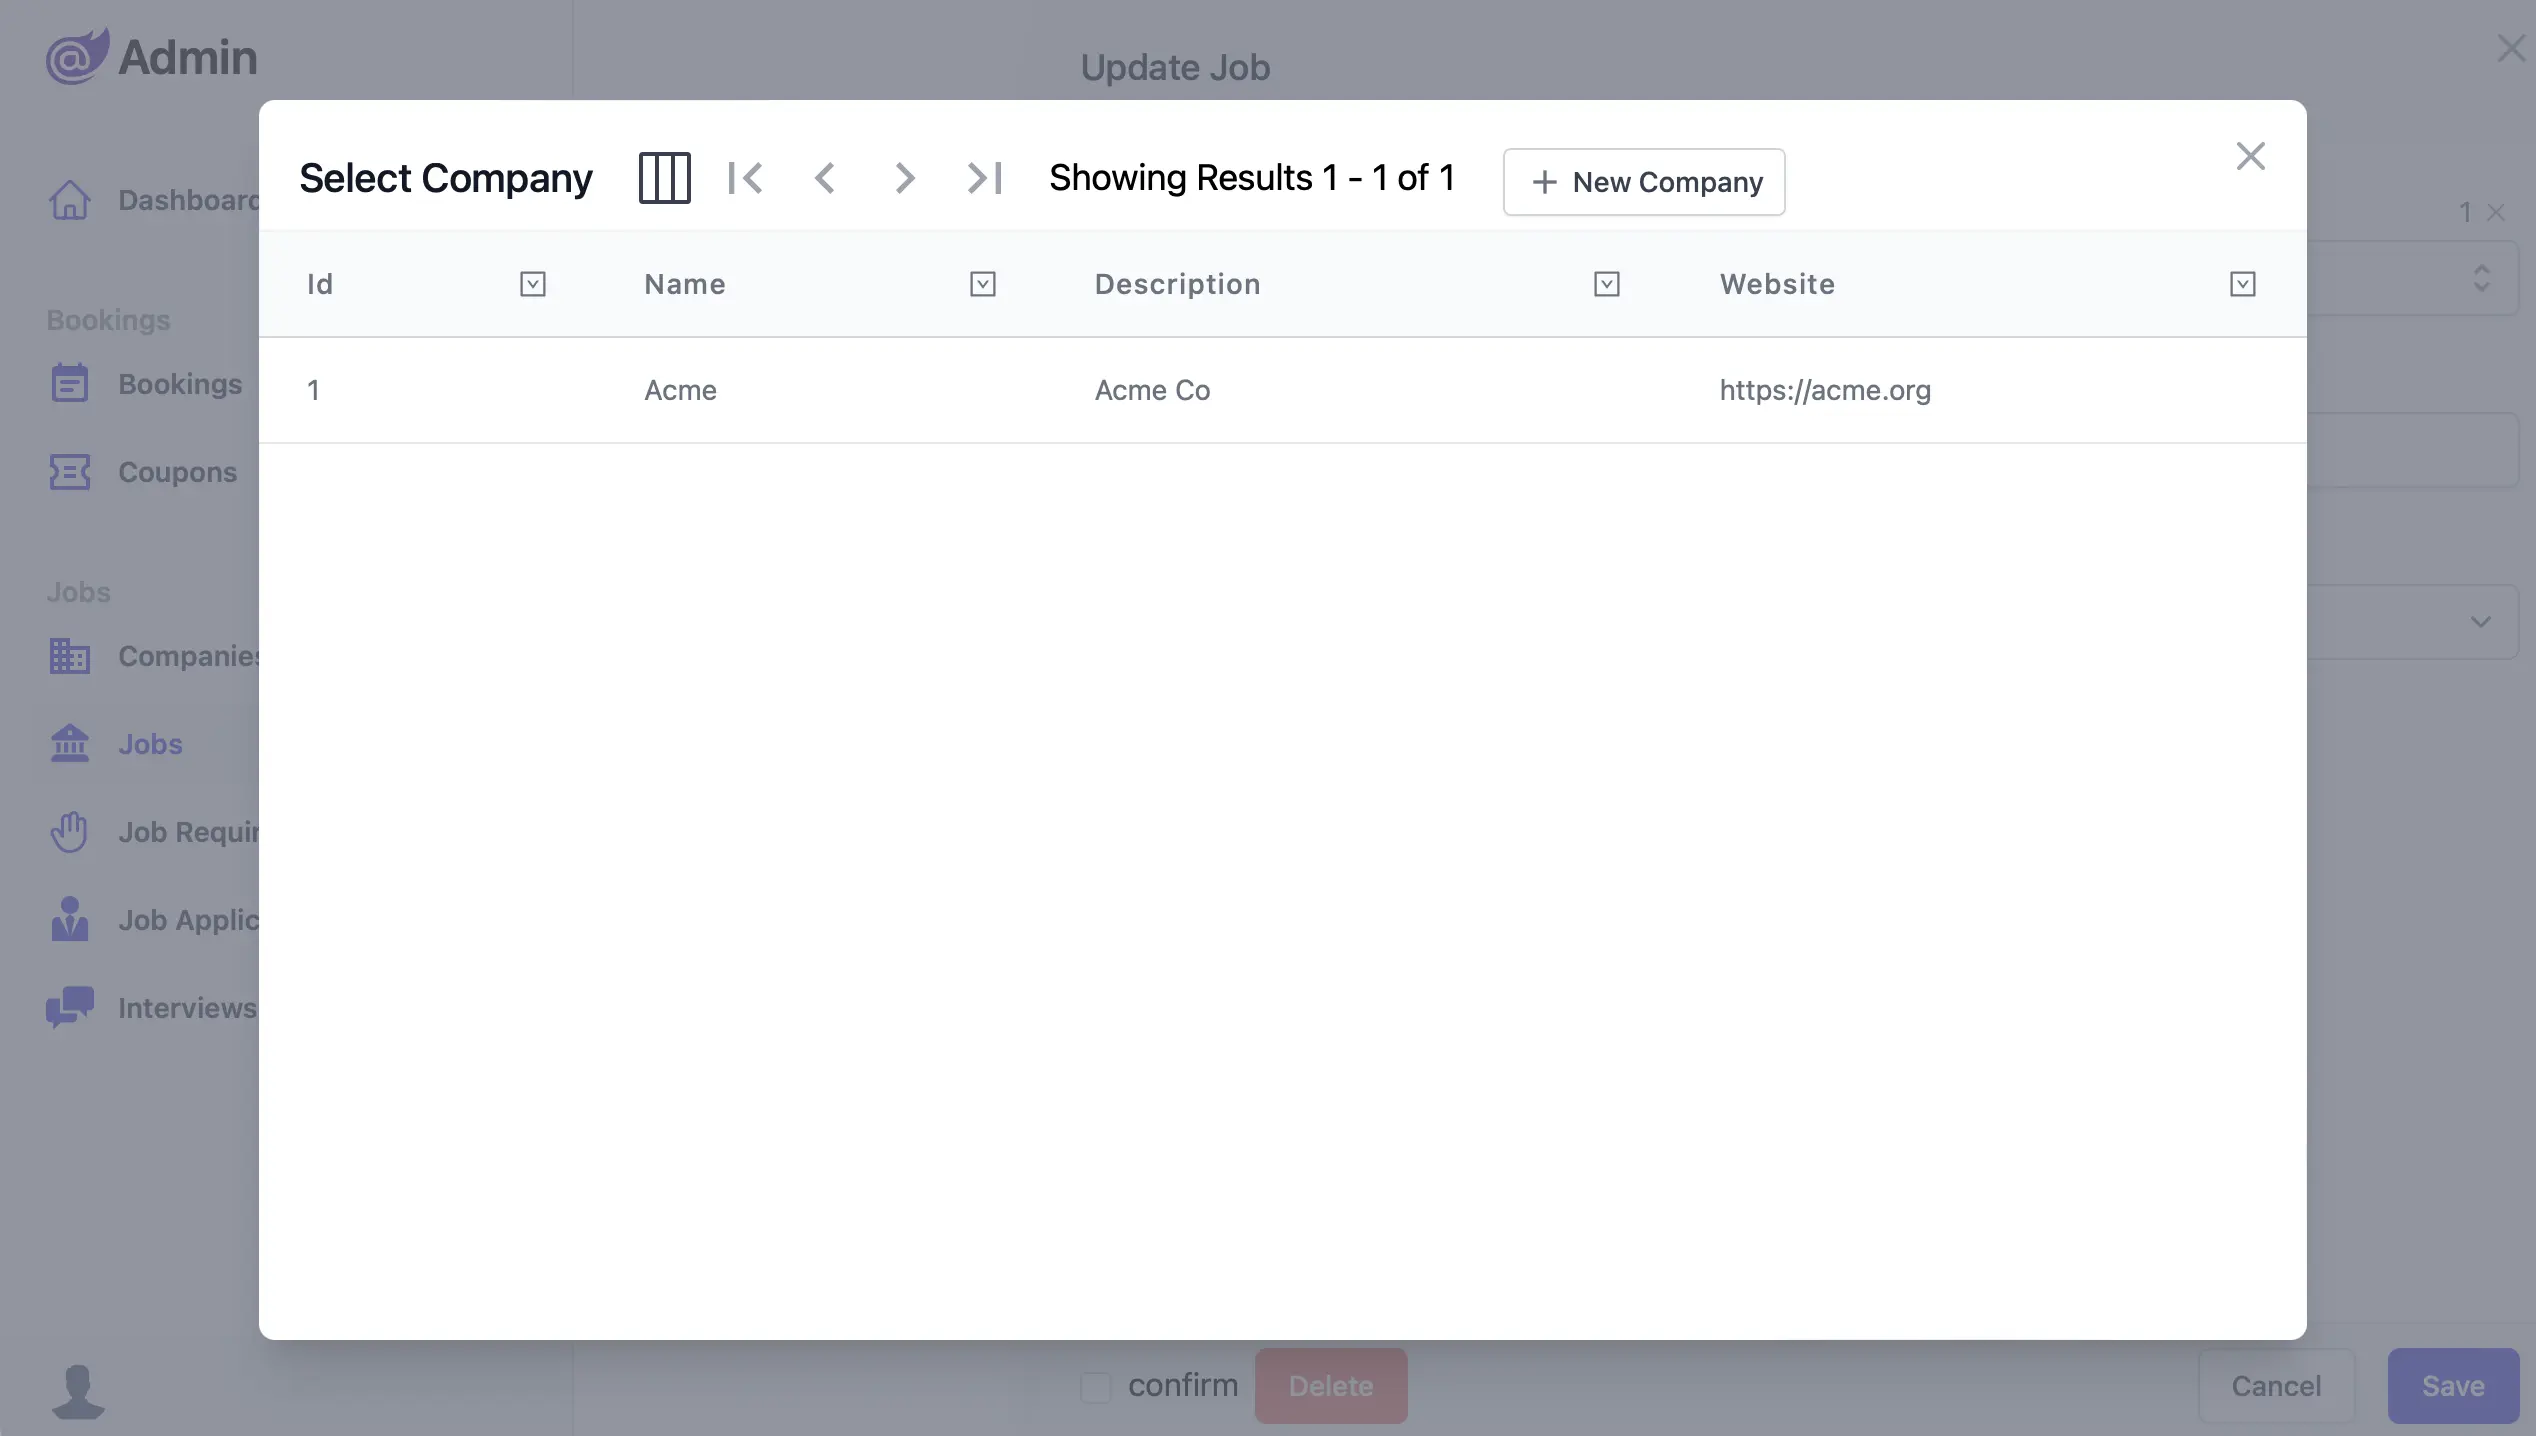 Admin
Update Job
Select Company
Showing Results 1 - 1 of 1
New Company
Dashboard
1
Id
Name
Description
Website
Bookings
Bookings
1
Acme
Acme Co
https://acme.org
Coupons
Jobs
Companies
Jobs
Job
Job
Interviews
confirm
Delete
Cancel
Save